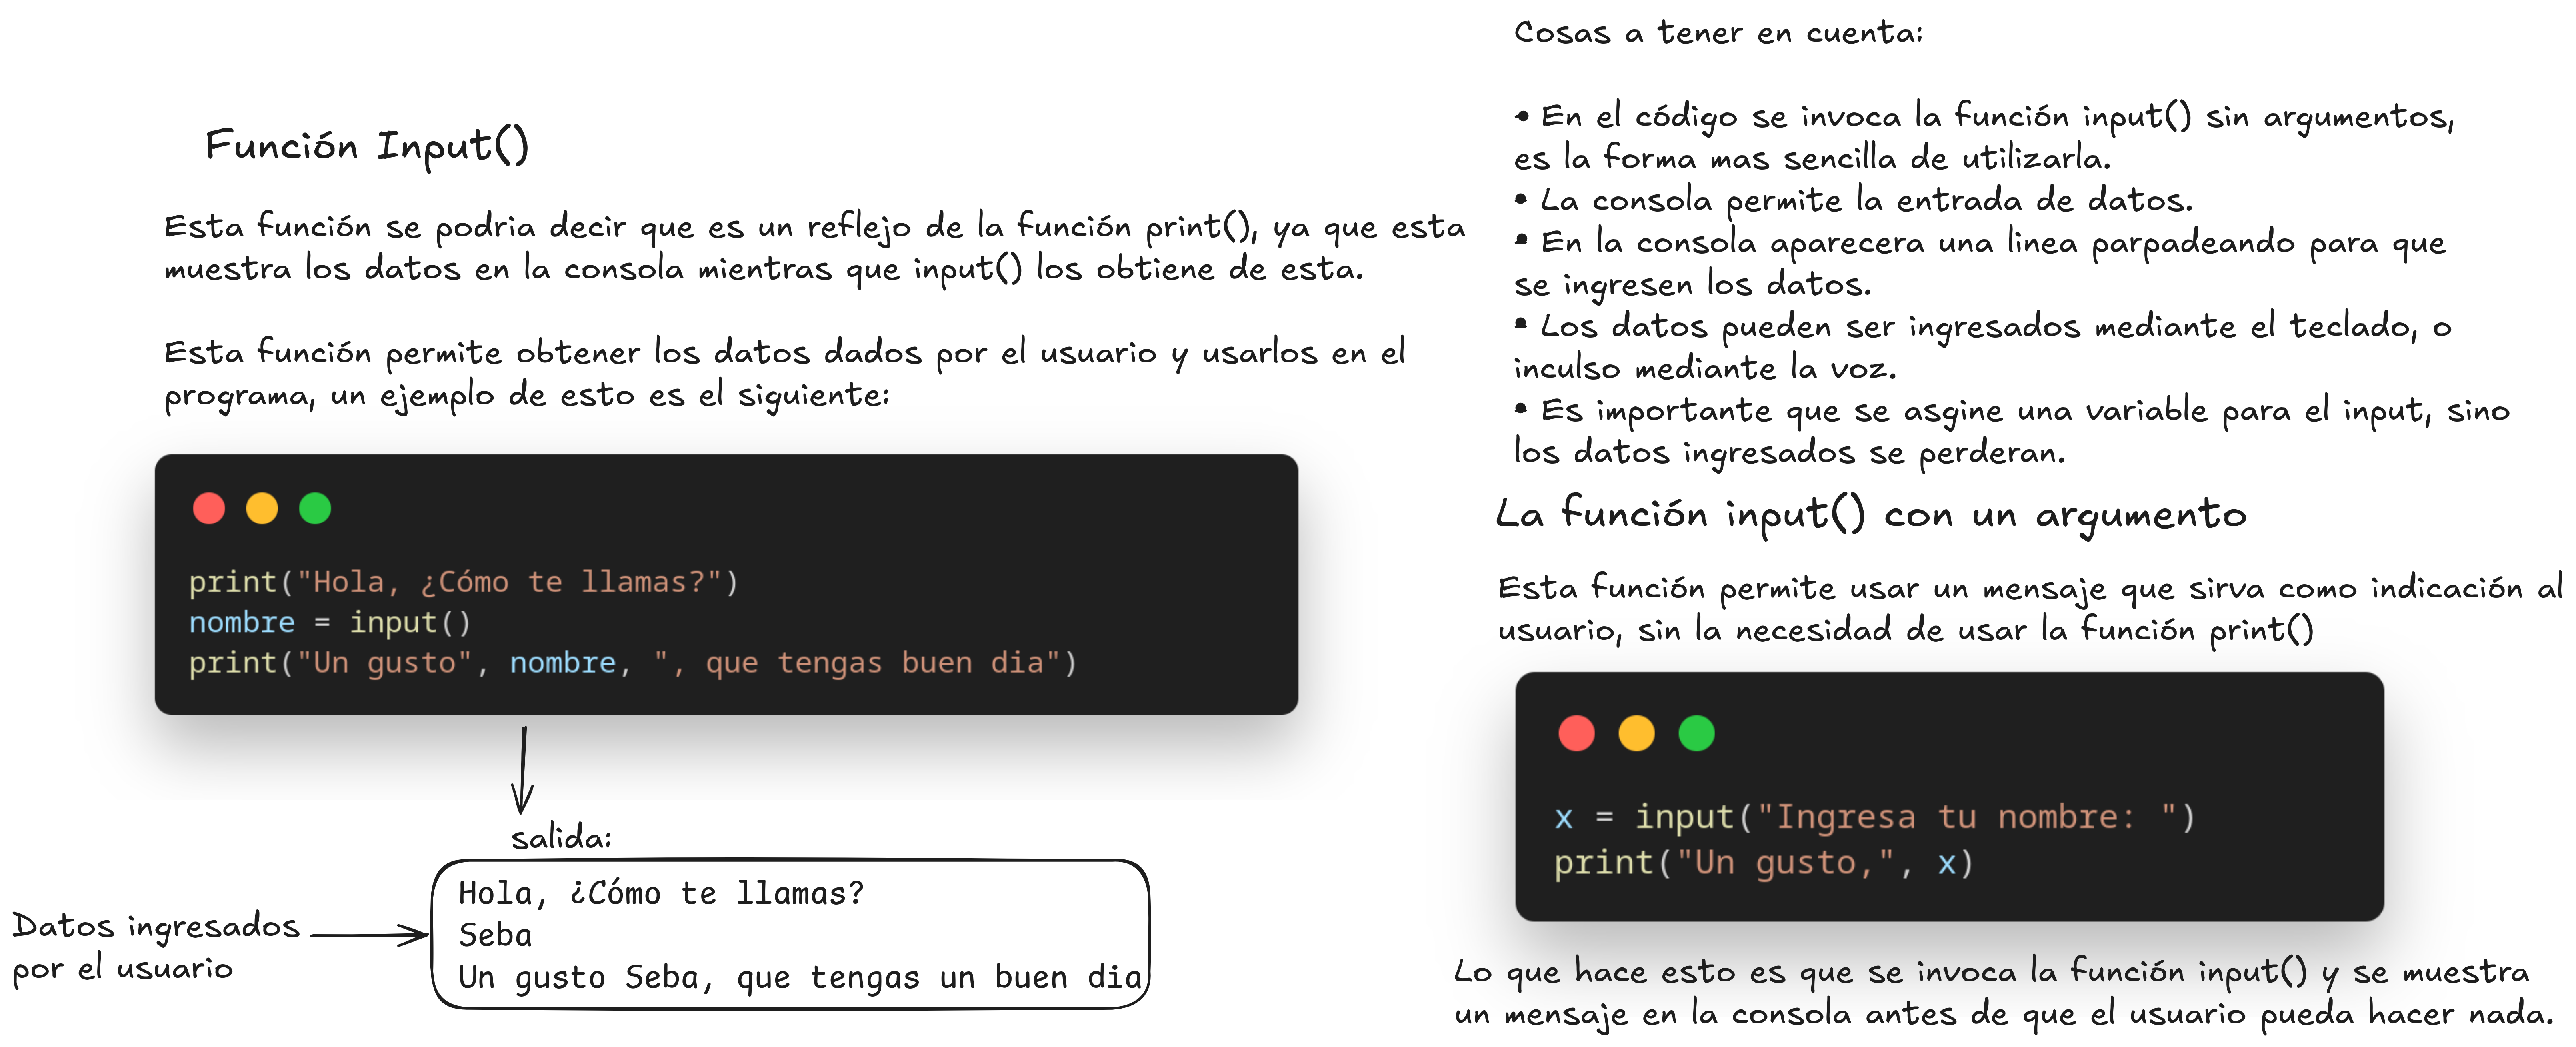 Función Input()
Esta función se podria decir que es un reflejo de la función print(), ya que esta
muestra los datos en la consola mientras que input() los obtiene de esta.
Esta función permite obtener los datos dados por el usuario y usarlos en el
programa, un ejemplo de esto es el siguiente:
print("Hola, ¿Cómo te llamas?")
nombre = input()
print("Un gusto", nombre, ", que tengas buen dia")
salida:
Datos ingresados
por el usuario
Hola, ¿Cómo te llamas?
Seba
Un gusto Seba, que tengas un buen dia
Cosas a tener en cuenta:
• En el código se invoca la función input() sin argumentos,
es la forma mas sencilla de utilizarla.
• La consola permite la entrada de datos.
• En la consola aparecera una linea parpadeando para que
se ingresen los datos.
• Los datos pueden ser ingresados mediante el teclado, o
inculso mediante la voz.
• Es importante que se asgine una variable para el input, sino
los datos ingresados se perderan.
La función input() con un argumento
Esta función permite usar un mensaje que sirva como indicación al
usuario, sin la necesidad de usar la función print()
x = input("Ingresa tu nombre: ")
print("Un gusto,", x)
Lo que hace esto es que se invoca la función input() y se muestra
un mensaje en la consola antes de que el usuario pueda hacer nada.